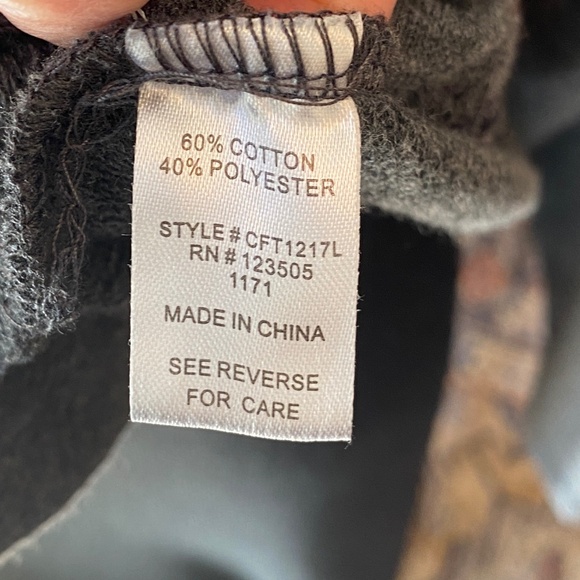 60% COTTON
40% POLYESTER
STYLE # CFT1217L
RN # 123505
1171
MADE IN CHINA
SEE REVERSE
FOR CARE